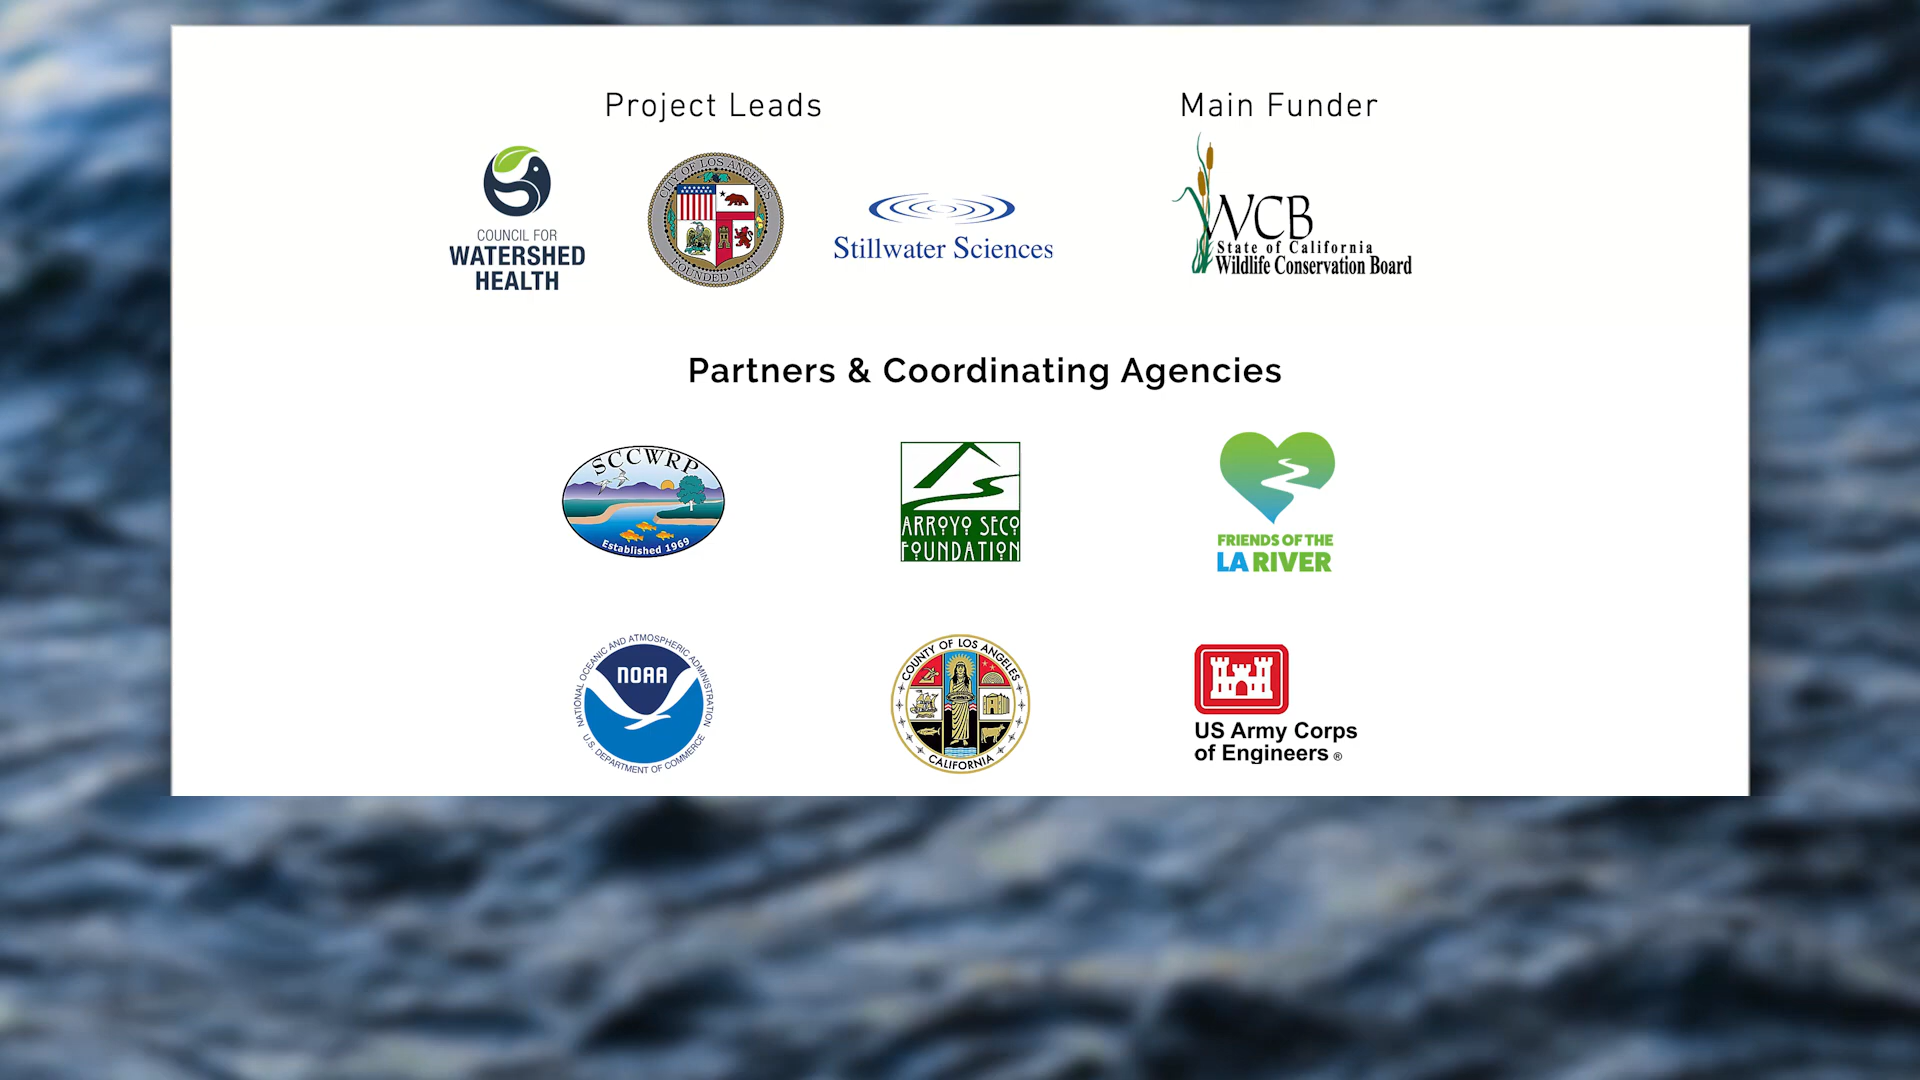 Project Leads
Main Funder
COUNCIL FOR
WATERSHED
HEALTH
CITY OF LOS ANGELES
FOUNDED 1781
Stillwater Sciences
WCB
State of California
Wildlife Conservation Board
Partners & Coordinating Agencies
SCCWRP
Established 1969
ARROYO SECO
FOUNDATION
FRIENDS OF THE
LA RIVER
NATIONAL OCEANIC AND ATMOSPHERIC ADMINISTRATION
NOAA
U.S. DEPARTMENT OF COMMERCE
COUNTY OF LOS ANGELES
CALIFORNIA
US Army Corps
of Engineers ®